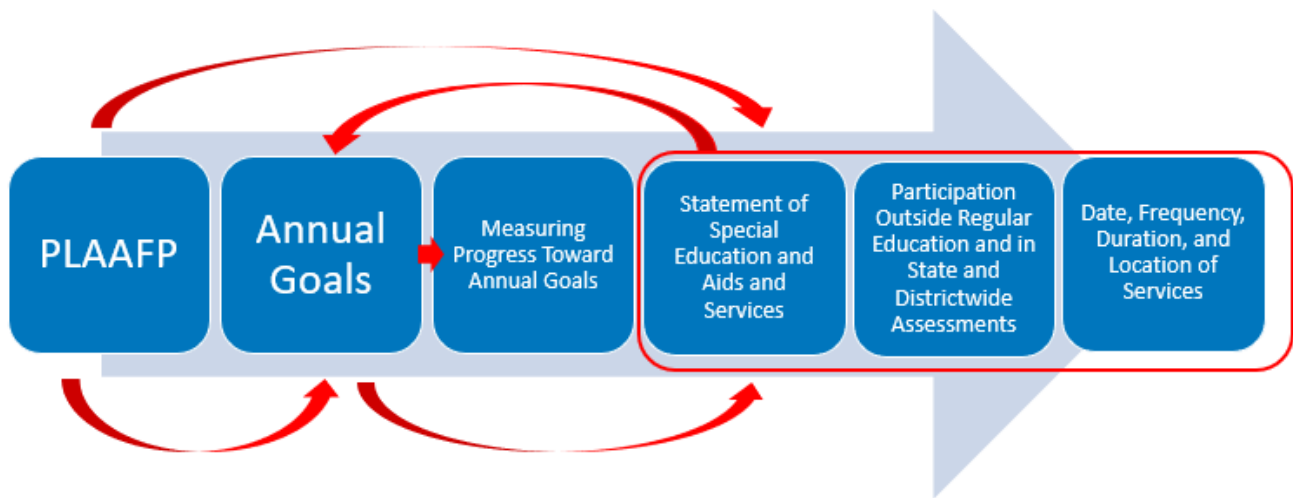 PLAAFP
Annual
Goals
Measuring
Progress Toward
Annual Goals
Statement of
Special
Education and
Aids and
Services
Participation
Outside Regular
Education and in
State and
Districtwide
Assessments
Date, Frequency,
Duration, and
Location of
Services